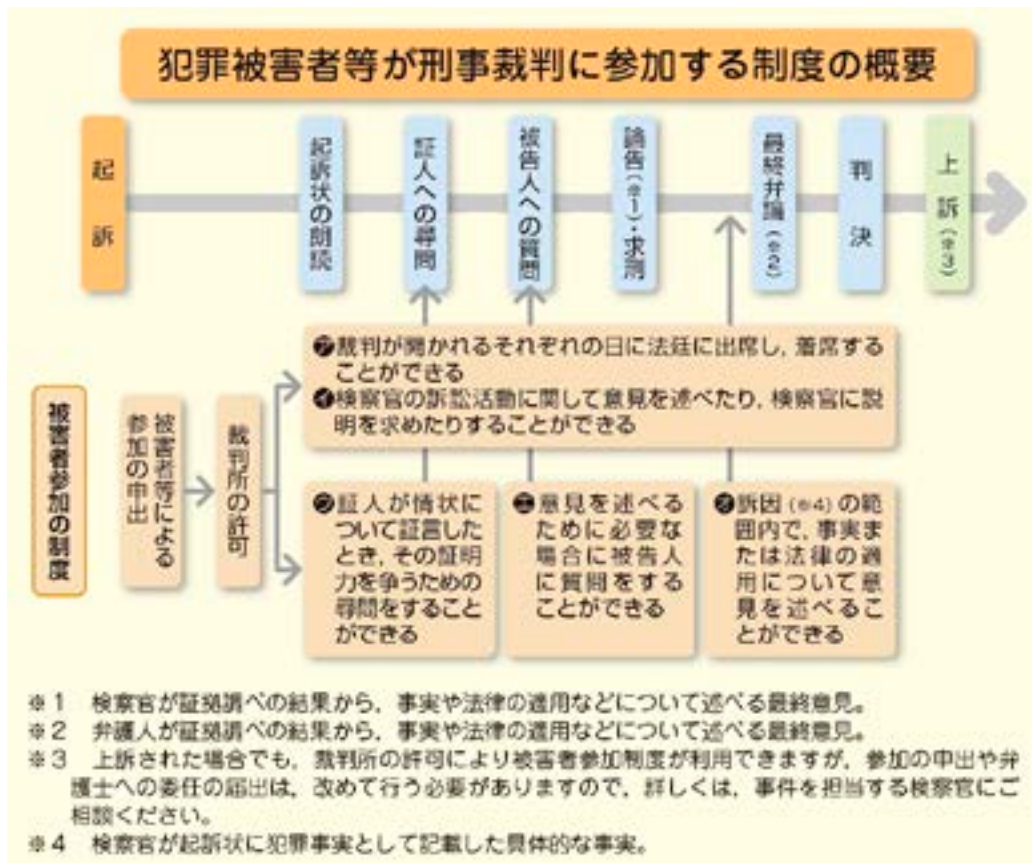 犯罪被害者等が刑事裁判に参加する制度の概要
起訴
起訴状の朗読
証人への尋問
被告人への質問
論告(※1)・求刑
最終弁論(※2)
判決
上訴(※3)
被害者参加の制度
被害者等による
参加の申出
裁判所の許可
㋐裁判が開かれるそれぞれの日に法廷に出席し，着席する
ことができる
㋑検察官の訴訟活動に関して意見を述べたり，検察官に説
明を求めたりすることができる
㋒証人が情状に
ついて証言した
とき，その証明
力を争うための
尋問をすること
ができる
㋓意見を述べる
ために必要な
場合に被告人
に質問をする
ことができる
㋔訴因(※4)の範
囲内で，事実ま
たは法律の適
用について意
見を述べるこ
とができる
※1　検察官が証拠調べの結果から，事実や法律の適用などについて述べる最終意見。
※2　弁護人が証拠調べの結果から，事実や法律の適用などについて述べる最終意見。
※3　上訴された場合でも，裁判所の許可により被害者参加制度が利用できますが，参加の申出や弁
護士への委任の届出は，改めて行う必要がありますので，詳しくは，事件を担当する検察官にご
相談ください。
※4　検察官が起訴状に犯罪事実として記載した具体的な事実。